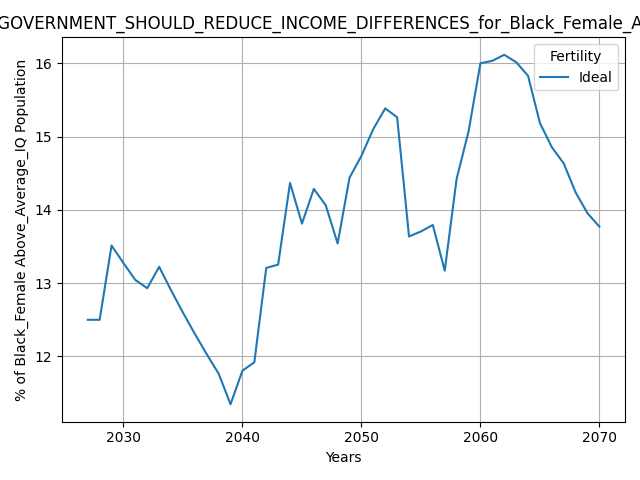 GOVERNMENT_SHOULD_REDUCE_INCOME_DIFFERENCES_for_Black_Female_A
% of Black_Female Above_Average_IQ Population
16
15
14
13
12
Fertility
Ideal
2030 2040 2050 2060 2070
Years